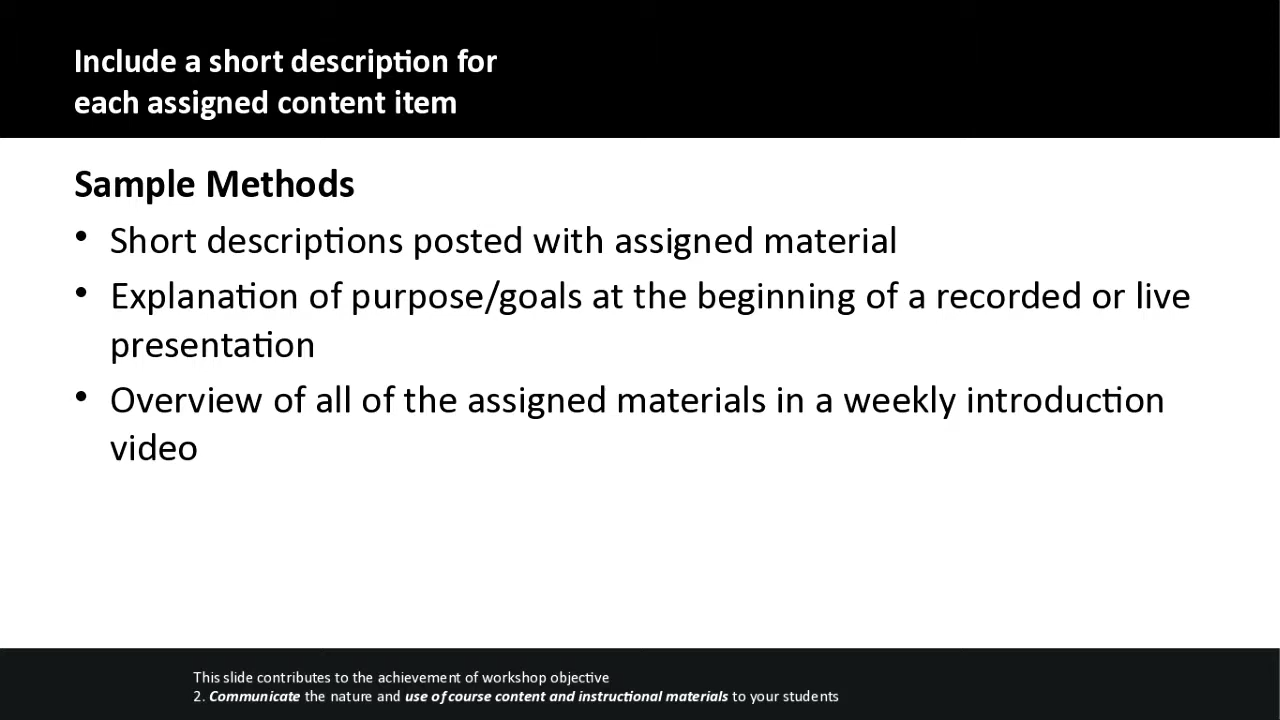 Include a short description for
each assigned content item
Sample Methods
• Short descriptions posted with assigned material
• Explanation of purpose/goals at the beginning of a recorded or live
presentation
• Overview of all of the assigned materials in a weekly introduction
video
This slide contributes to the achievement of workshop objective
2. Communicate the nature and use of course content and instructional materials to your students